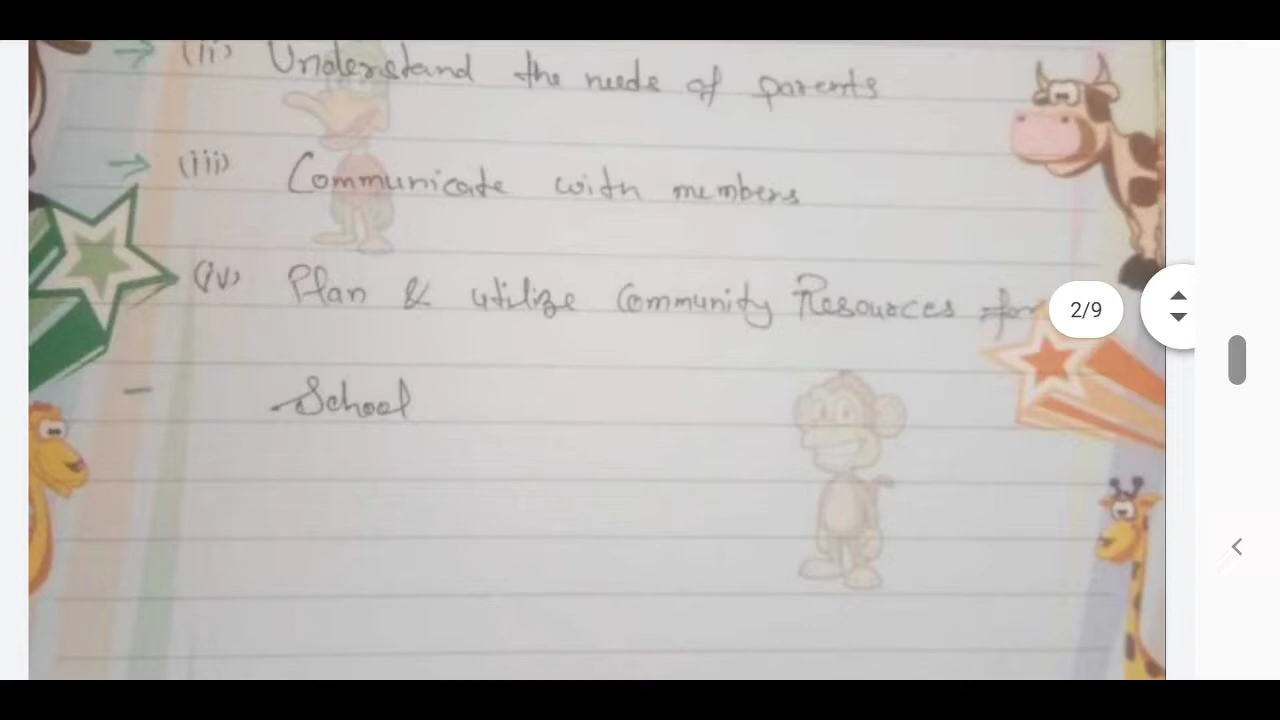 → (ii) Understand the needs of parents
→ (iii) Communicate with members
(iv) Plan & utilize Community Resources for
2/9
- School